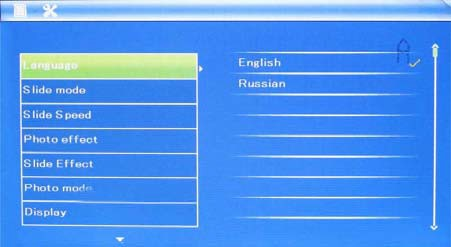 Language
Slide mode
Slide Speed
Photo effect
Slide Effect
Photo mode
Display
English
Russian